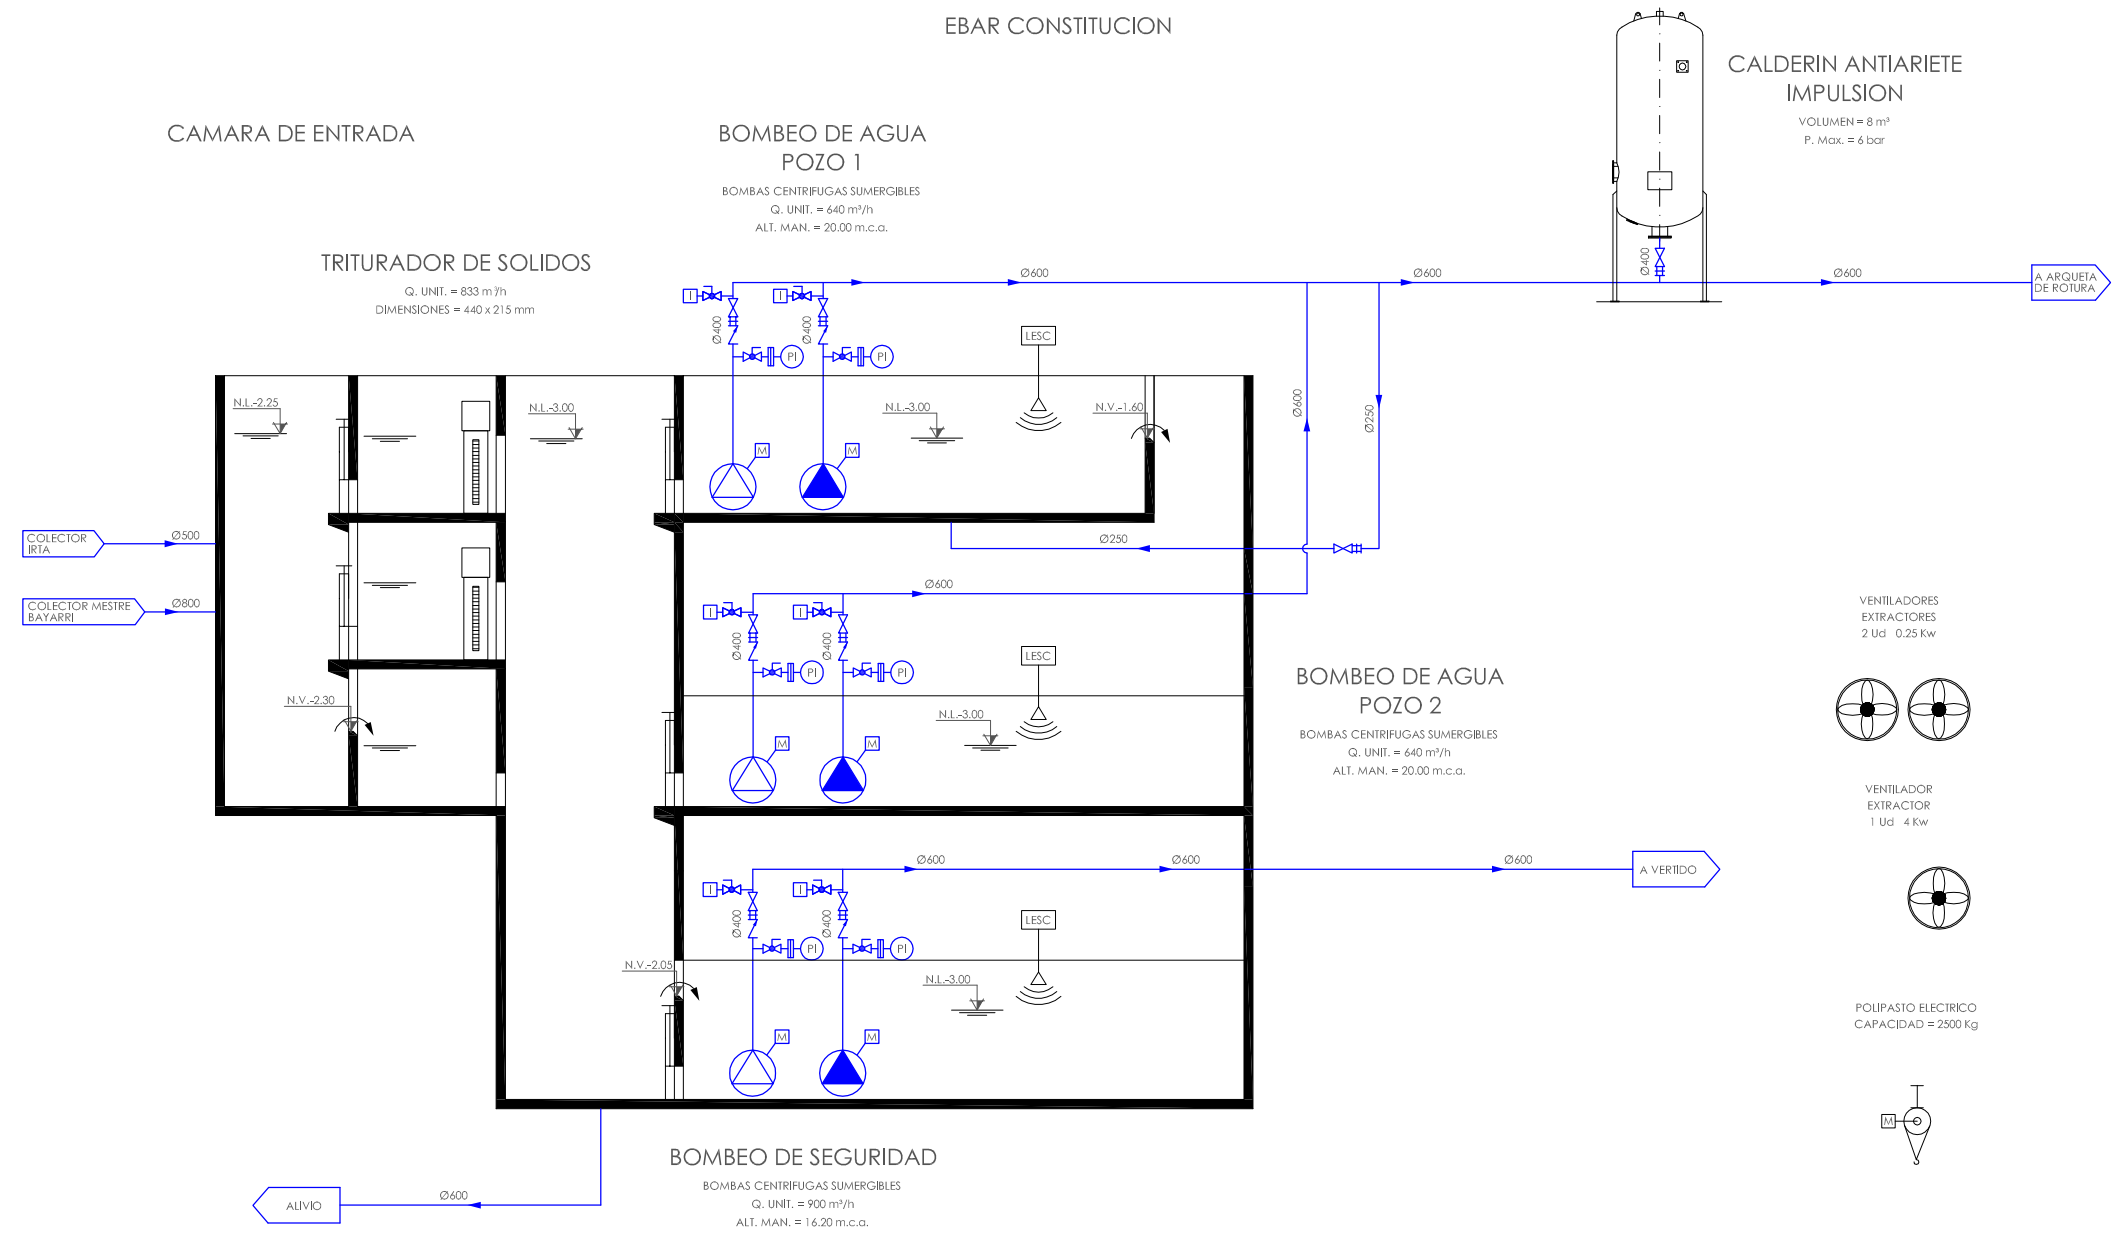 EBAR CONSTITUCION
CALDERIN ANTIARIETE
IMPULSION
VOLUMEN = 8 m³
P. Max. = 6 bar
CAMARA DE ENTRADA
BOMBEO DE AGUA
POZO 1
BOMBAS CENTRIFUGAS SUMERGIBLES
Q. UNIT. = 640 m³/h
ALT. MAN. = 20.00 m.c.a.
TRITURADOR DE SOLIDOS
Q. UNIT. = 833 m³/h
DIMENSIONES = 440 x 215 mm
Ø600
Ø600
Ø400
Ø600
A ARQUETA
DE ROTURA
I
I
Ø400
Ø400
PI
PI
LESC
N.L.-2.25
N.L.-3.00
N.L.-3.00
N.V.-1.60
Ø600
Ø250
M
M
COLECTOR
IRTA
Ø500
Ø250
COLECTOR MESTRE
BAYARRI
Ø800
Ø600
I
I
Ø400
Ø400
PI
PI
LESC
N.V.-2.30
N.L.-3.00
M
M
BOMBEO DE AGUA
POZO 2
BOMBAS CENTRIFUGAS SUMERGIBLES
Q. UNIT. = 640 m³/h
ALT. MAN. = 20.00 m.c.a.
VENTILADORES
EXTRACTORES
2 Ud 0.25 Kw
VENTILADOR
EXTRACTOR
1 Ud 4 Kw
Ø600
Ø600
Ø600
A VERTIDO
I
I
Ø400
Ø400
PI
PI
LESC
N.V.-2.05
N.L.-3.00
M
M
POLIPASTO ELECTRICO
CAPACIDAD = 2500 Kg
M
BOMBEO DE SEGURIDAD
BOMBAS CENTRIFUGAS SUMERGIBLES
Q. UNIT. = 900 m³/h
ALT. MAN. = 16.20 m.c.a.
ALIVIO
Ø600